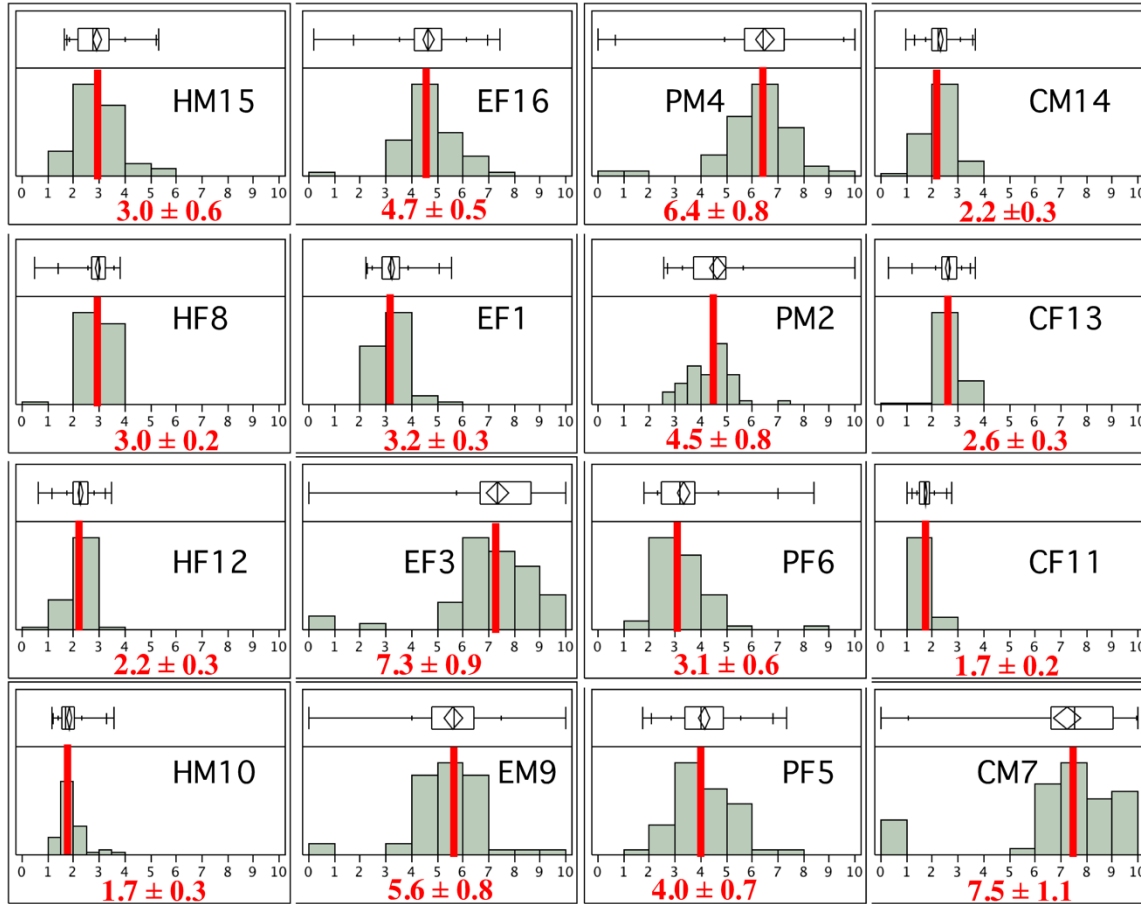 HM15 EF16 PM4 CM14
0 1 2 3 4 5 6 7 8 9 10 0 1 2 3 4 5 6 7 8 9 10 0 1 2 3 4 5 6 7 8 9 10 0 1 2 3 4 5 6 7 8 9 10
3.0 ± 0.6 4.7 ± 0.5 6.4 ± 0.8 2.2 ±0.3
HF8 EF1 PM2 CF13
0 1 2 3 4 5 6 7 8 9 10 0 1 2 3 4 5 6 7 8 9 10 0 1 2 3 4 5 6 7 8 9 10 0 1 2 3 4 5 6 7 8 9 10
3.0 ± 0.2 3.2 ± 0.3 4.5 ± 0.8 2.6 ± 0.3
HF12 EF3 PF6 CF11
0 1 2 3 4 5 6 7 8 9 10 0 1 2 3 4 5 6 7 8 9 10 0 1 2 3 4 5 6 7 8 9 10 0 1 2 3 4 5 6 7 8 9 10
2.2 ± 0.3 7.3 ± 0.9 3.1 ± 0.6 1.7 ± 0.2
HM10 EM9 PF5 CM7
0 1 2 3 4 5 6 7 8 9 10 0 1 2 3 4 5 6 7 8 9 10 0 1 2 3 4 5 6 7 8 9 10 0 1 2 3 4 5 6 7 8 9 10
1.7 ± 0.3 5.6 ± 0.8 4.0 ± 0.7 7.5 ± 1.1